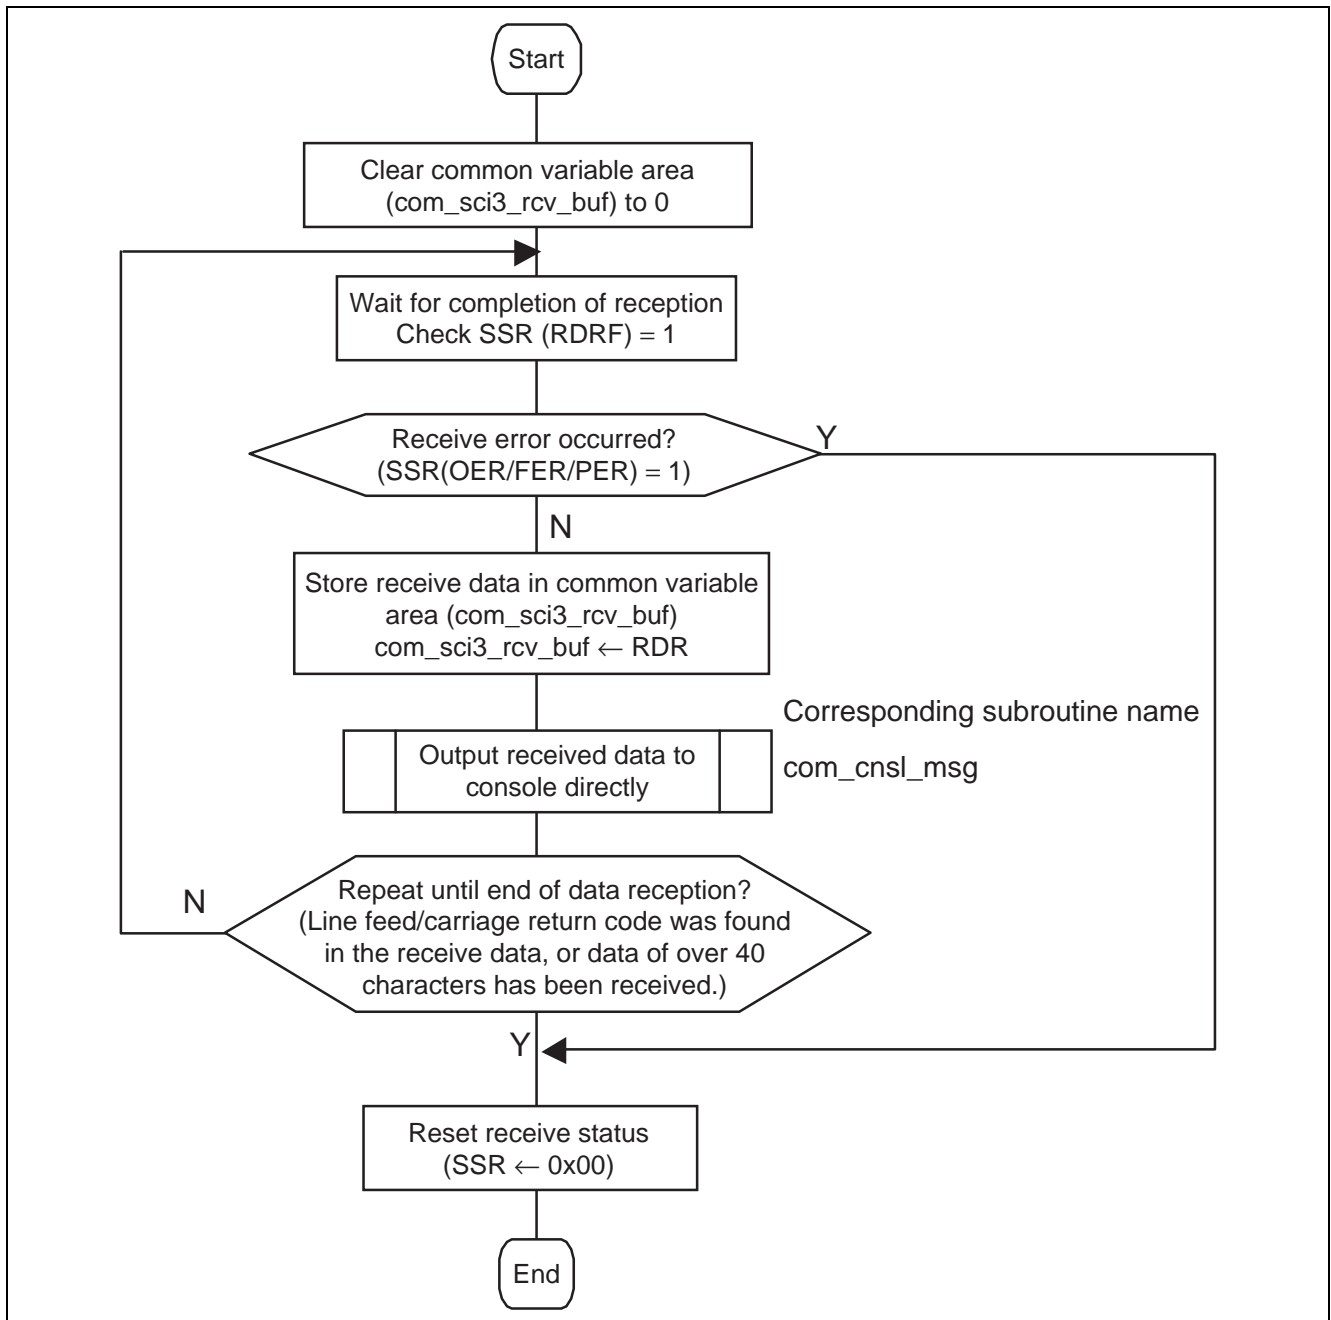 Start
Clear common variable area
(com_sci3_rcv_buf) to 0
Wait for completion of reception
Check SSR (RDRF) = 1
Receive error occurred?
(SSR(OER/FER/PER) = 1)
Y
N
Store receive data in common variable
area (com_sci3_rcv_buf)
com_sci3_rcv_buf ← RDR
Corresponding subroutine name
Output received data to
console directly
com_cnsl_msg
N
Repeat until end of data reception?
(Line feed/carriage return code was found
in the receive data, or data of over 40
characters has been received.)
Y
Reset receive status
(SSR ← 0x00)
End